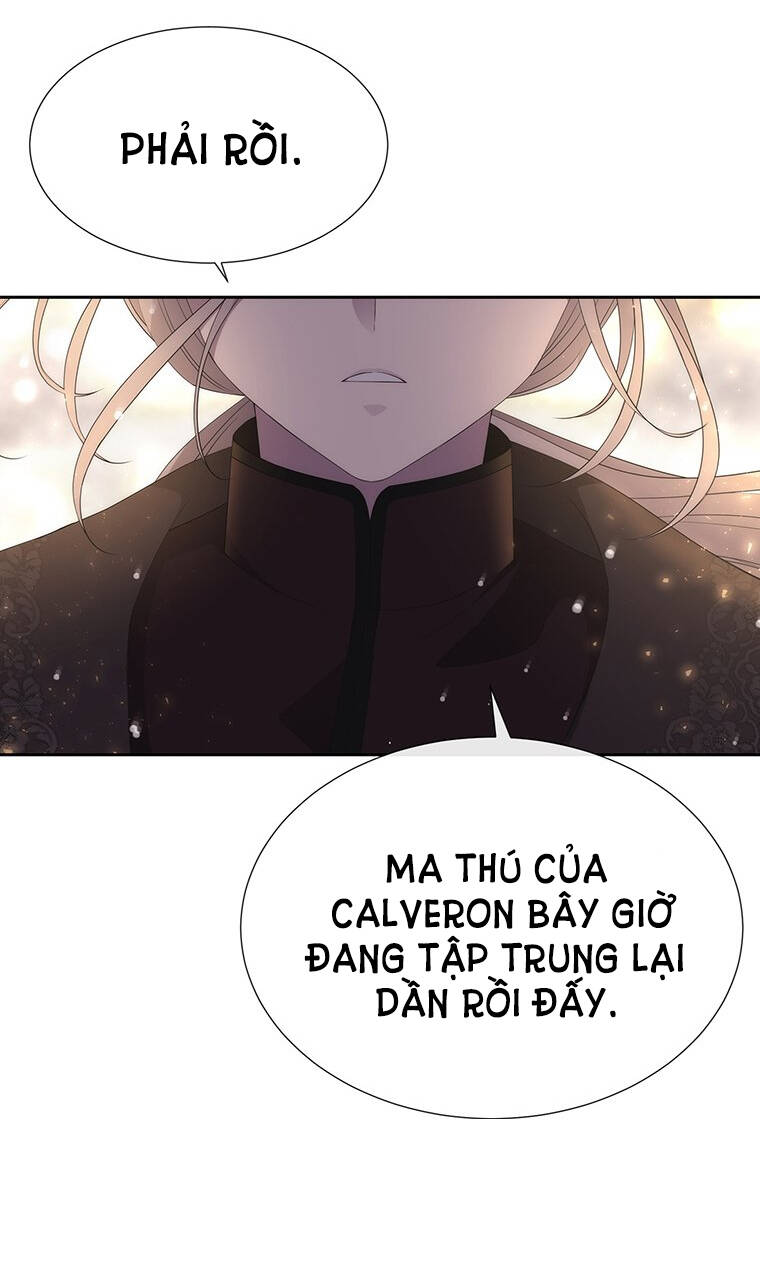 PHẢI RỒI.
MA THÚ CỦA
CALVERON BÂY GIỜ
ĐANG TẬP TRUNG LẠI
DẦN RỒI ĐẤY.